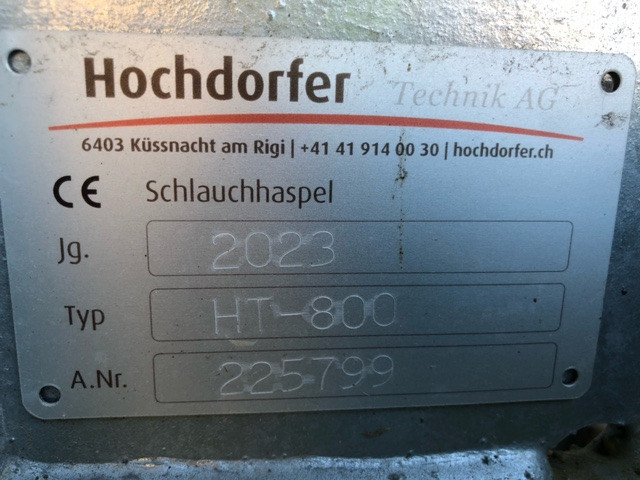 Hochdorfer Technik AG
6403 Küssnacht am Rigi | +41 41 914 00 30 | hochdorfer.ch
CE Schlauchhaspel
Jg. 2023
Typ HT-800
A.Nr. 225799